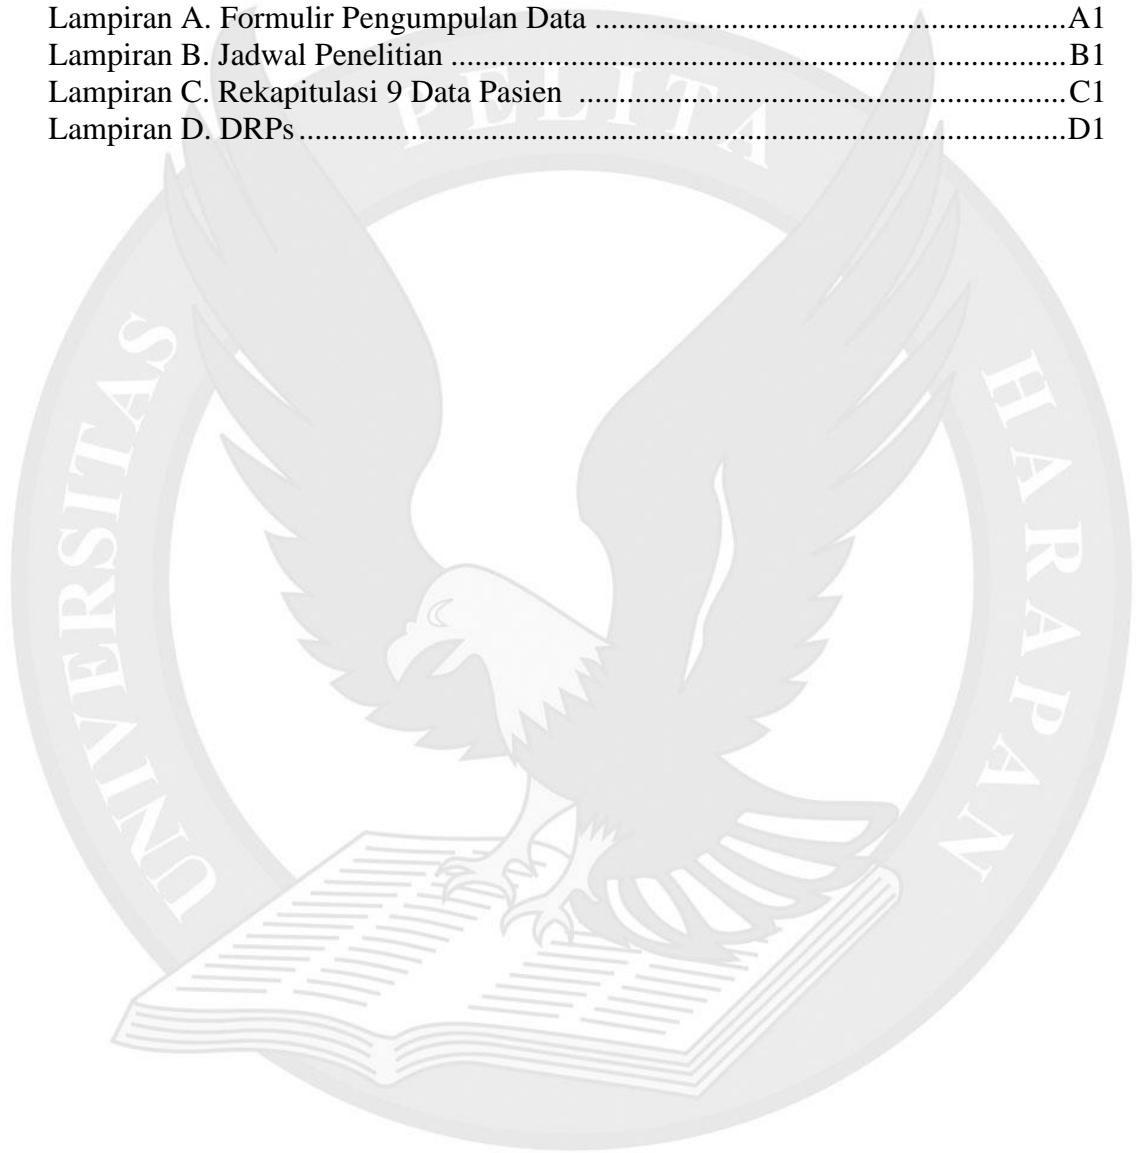 Lampiran A. Formulir Pengumpulan Data ............................................................A1
Lampiran B. Jadwal Penelitian ..............................................................................B1
Lampiran C. Rekapitulasi 9 Data Pasien .............................................................C1
Lampiran D. DRPs................................................................................................D1
UNIVERSITAS PELITA HARAPAN